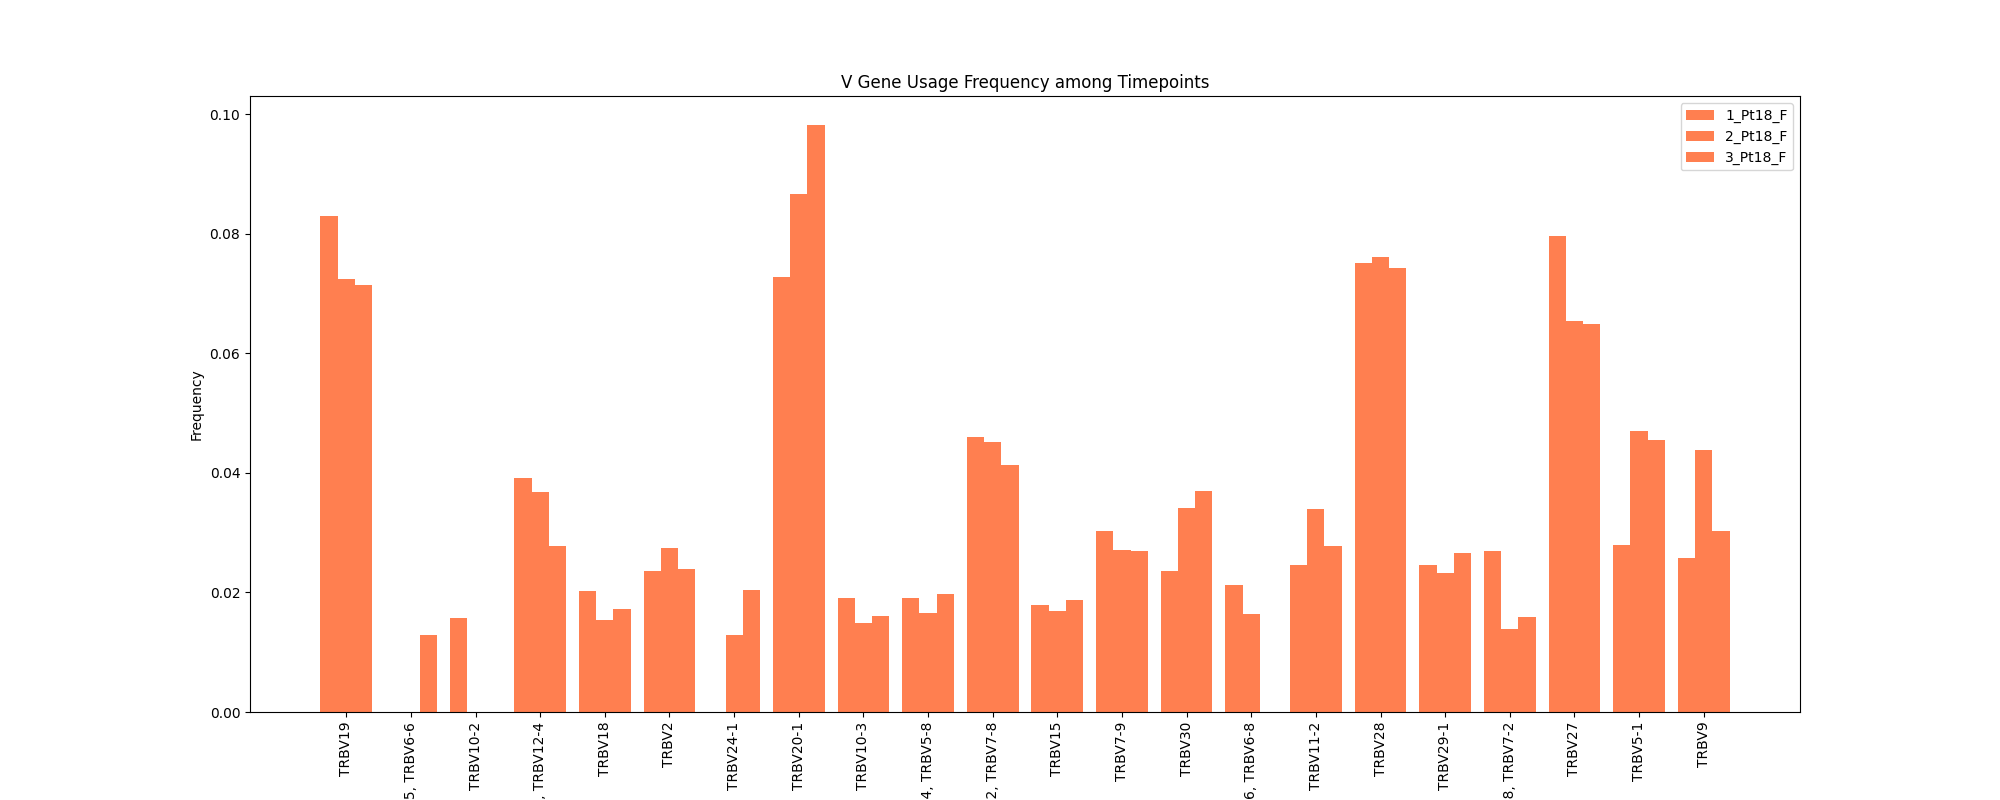 V Gene Usage Frequency among Timepoints
1_Pt18_F
2_Pt18_F
3_Pt18_F
Frequency
0.10
0.08
0.06
0.04
0.02
0.00
TRBV19
5, TRBV6-6
TRBV10-2
, TRBV12-4
TRBV18
TRBV2
TRBV24-1
TRBV20-1
TRBV10-3
4, TRBV5-8
2, TRBV7-8
TRBV15
TRBV7-9
TRBV30
6, TRBV6-8
TRBV11-2
TRBV28
TRBV29-1
8, TRBV7-2
TRBV27
TRBV5-1
TRBV9